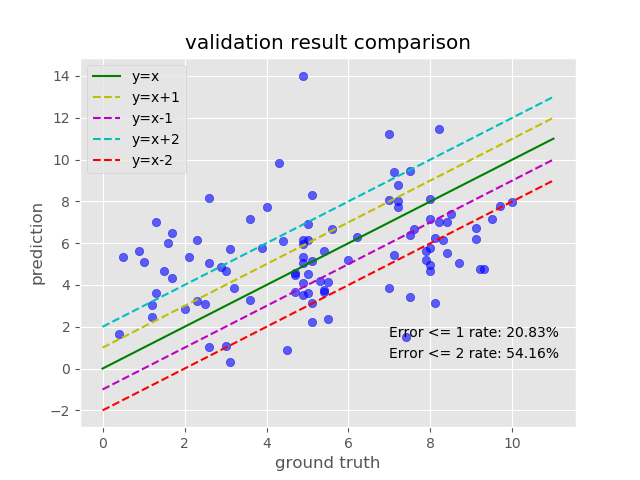 validation result comparison
y=x
y=x+1
y=x-1
y=x+2
y=x-2
14
12
10
8
6
4
2
0
−2
prediction
Error <= 1 rate: 20.83%
Error <= 2 rate: 54.16%
0 2 4 6 8 10
ground truth